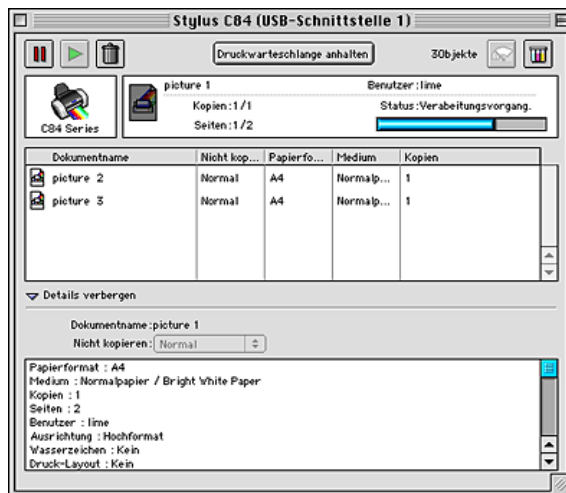 Stylus C84 (USB-Schnittstelle 1)
Druckwarteschlange anhalten
3Objekte
C84 Series
picture 1 Benutzer :lime
Kopien:1/1 Status:Verabeitungsvorgang.
Seiten:1/2
Dokumentname Nicht kop... Papierfo... Medium Kopien
picture 2 Normal A4 Normalp... 1
picture 3 Normal A4 Normalp... 1
Details verbergen
Dokumentname :picture 1
Nicht kopieren: Normal
Papierformat : A4
Medium : Normalpapier / Bright White Paper
Kopien : 1
Seiten : 2
Benutzer : lime
Ausrichtung : Hochformat
Wasserzeichen : Kein
Druck-Layout : Kein